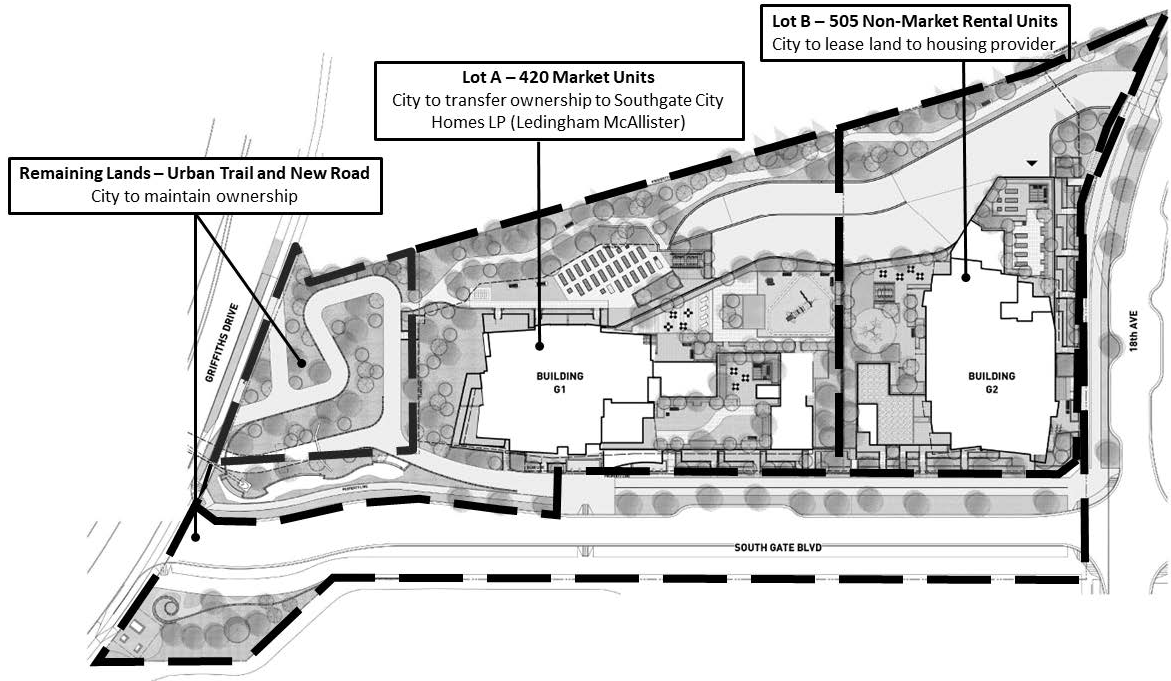 Lot B – 505 Non-Market Rental Units
City to lease land to housing provider
Lot A – 420 Market Units
City to transfer ownership to Southgate City
Homes LP (Ledingham McAllister)
Remaining Lands – Urban Trail and New Road
City to maintain ownership
GRIFFITHS DRIVE
18th AVE
BUILDING
G1
BUILDING
G2
PROPERTY LINE
SOUTH GATE BLVD